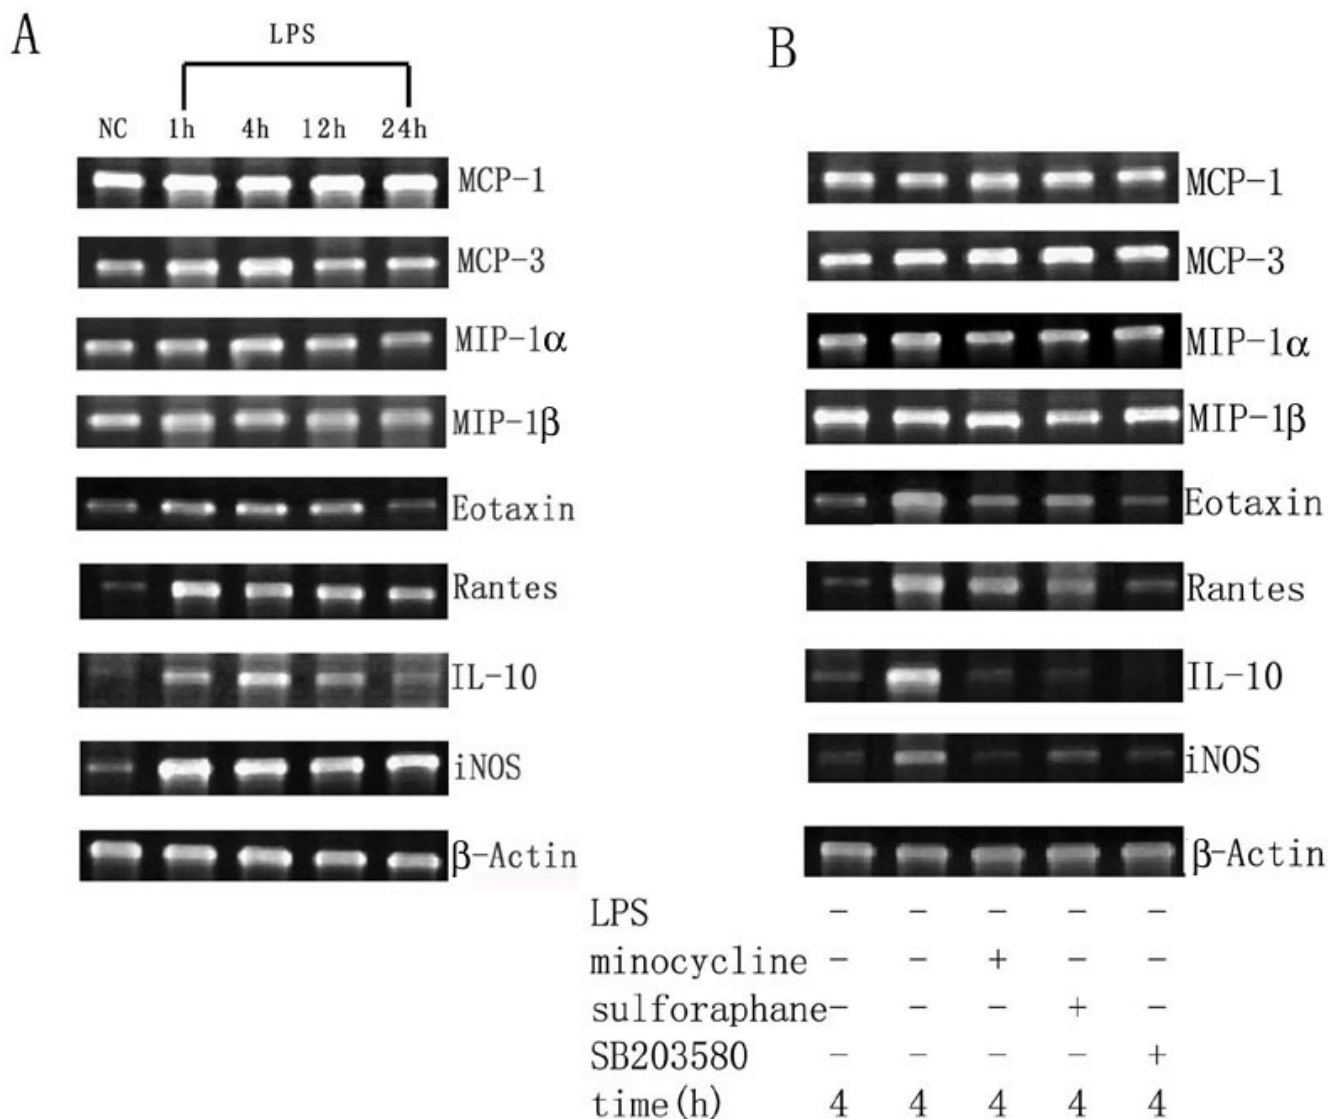 A
LPS
B
NC 1h 4h 12h 24h
MCP-1
MCP-3
MIP-1α
MIP-1β
Eotaxin
Rantes
IL-10
iNOS
β-Actin
MCP-1
MCP-3
MIP-1α
MIP-1β
Eotaxin
Rantes
IL-10
iNOS
β-Actin
LPS − − − − −
minocycline − − + − −
sulforaphane − − − + −
SB203580 − − − − +
time(h) 4 4 4 4 4